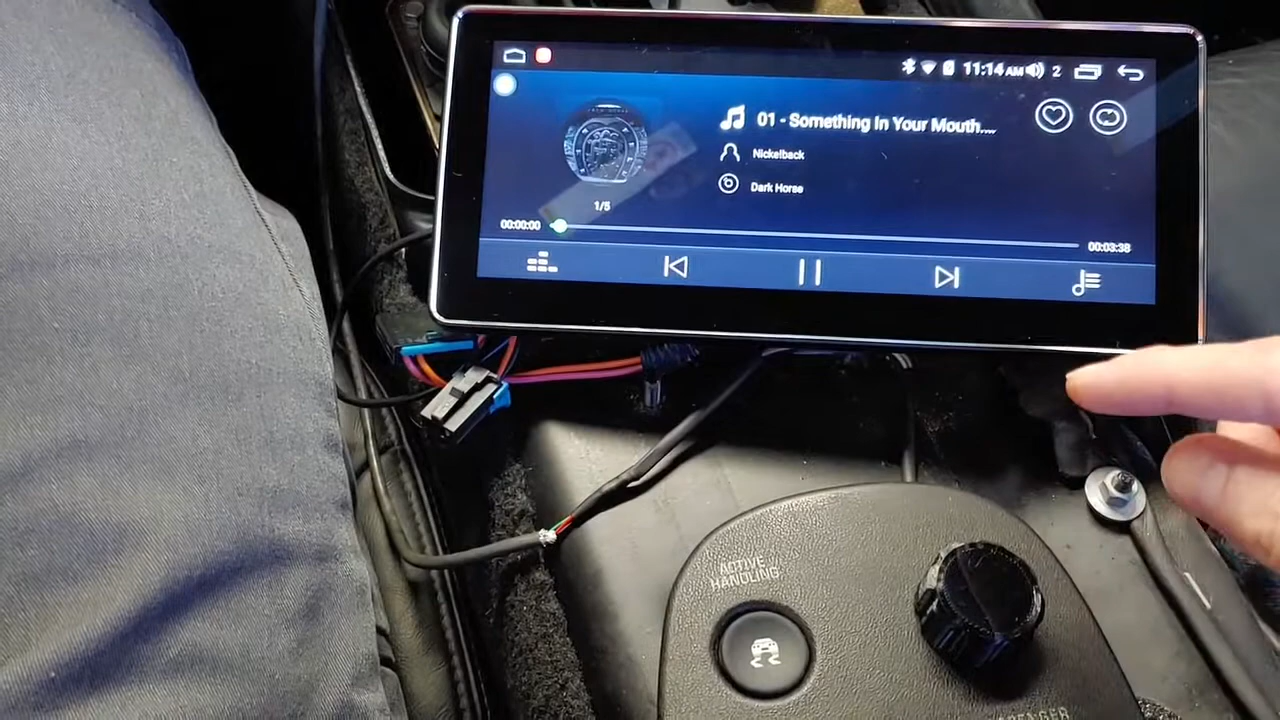 11:14 AM 2
01 - Something In Your Mouth....
Nickelback
Dark Horse
1/5
00:00:00
00:03:38
ACTIVE
HANDLING